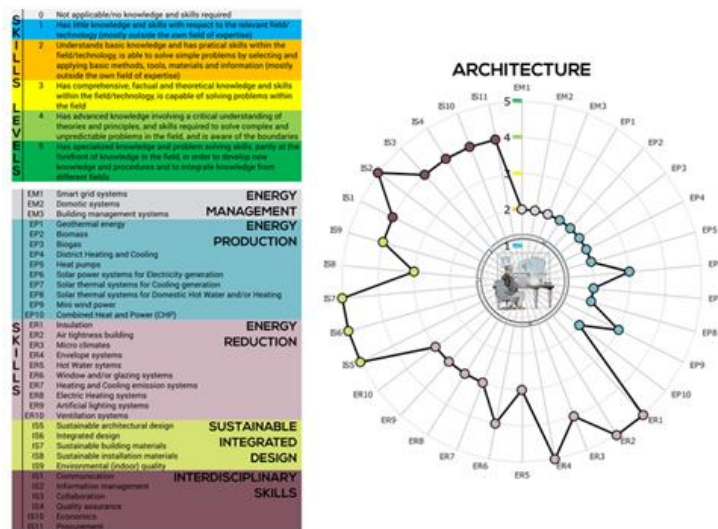 SKILLS LEVELS
0 Not applicable/no knowledge and skills required
1 Has little knowledge and skills with respect to the relevant field/
technology (mostly outside the own field of expertise)
2 Understands basic knowledge and has pratical skills within the
field/technology, is able to solve simple problems by selecting and
applying basic methods, tools, materials and information (mostly
outside the own field of expertise)
3 Has comprehensive, factual and theoretical knowledge and skills
within the field/technology, is capable of solving problems within
the field
4 Has advanced knowledge involving a critical understanding of
theories and principles, and skills required to solve complex and
unpredictable problems in the field, and is aware of the boundaries
5 Has specialized knowledge and problem solving skills, partly at
the forefront of knowledge in the field, in order to develop new
knowledge and procedures and to integrate knowledge from
different fields
SKILLS
ENERGY
MANAGEMENT
EM1 Smart grid systems
EM2 Domotic systems
EM3 Building management systems
ENERGY
PRODUCTION
EP1 Geothermal energy
EP2 Biomass
EP3 Biogas
EP4 District Heating and Cooling
EP5 Heat pumps
EP6 Solar power systems for Electricity generation
EP7 Solar thermal systems for Cooling generation
EP8 Solar thermal systems for Domestic Hot Water and/or Heating
EP9 Mini wind power
EP10 Combined Heat and Power (CHP)
ENERGY
REDUCTION
ER1 Insulation
ER2 Air tightness building
ER3 Micro climates
ER4 Envelope systems
ER5 Hot Water sytems
ER6 Window and/or glazing systems
ER7 Heating and Cooling emission systems
ER8 Electric Heating systems
ER9 Artificial lighting systems
ER10 Ventilation systems
SUSTAINABLE
INTEGRATED
DESIGN
IS5 Sustainable architectural design
IS6 Integrated design
IS7 Sustainable building materials
IS8 Sustainable installation materials
IS9 Environmental (indoor) quality
INTERDISCIPLINARY
SKILLS
IS1 Communication
IS2 Information management
IS3 Collaboration
IS4 Quality assurance
IS10 Economics
IS11 Procurement
ARCHITECTURE
EM1
EM2
EM3
EP1
EP2
EP3
EP4
EP5
EP8
EP9
EP10
ER1
ER2
ER3
ER4
ER5
ER6
ER7
ER8
ER9
ER10
IS5
IS6
IS7
IS8
IS9
IS1
IS2
IS3
IS4
IS10
IS11
5
4
3
2
1